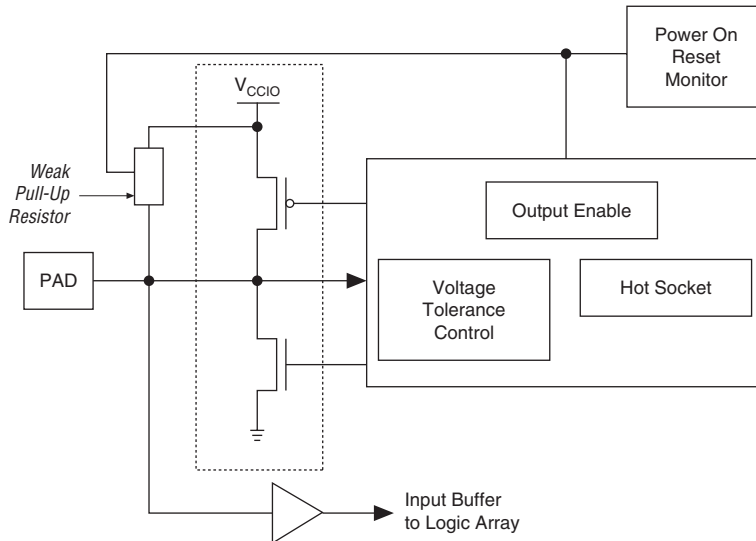 Power On
Reset
Monitor
VCCIO
Weak
Pull-Up
Resistor
Output Enable
PAD
Voltage
Tolerance
Control
Hot Socket
Input Buffer
to Logic Array